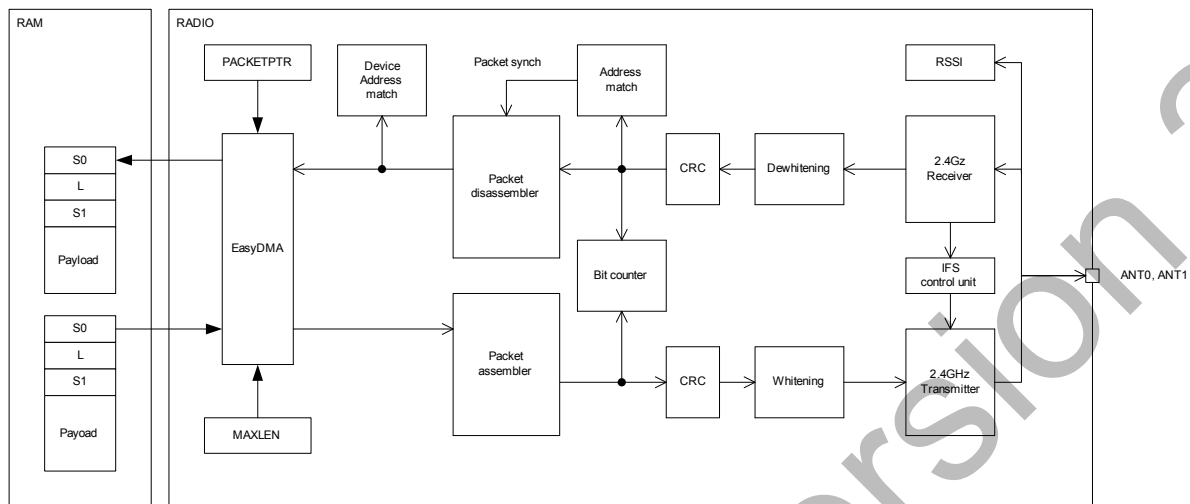 RAM
RADIO
PACKETPTR
Device
Address
match
Packet synch
Address
match
RSSI
S0
L
S1
Payload
EasyDMA
Packet
disassembler
CRC
Dewhitening
2.4Gz
Receiver
Bit counter
IFS
control unit
ANT0, ANT1
S0
L
S1
Payoad
MAXLEN
Packet
assembler
CRC
Whitening
2.4GHz
Transmitter
ersion